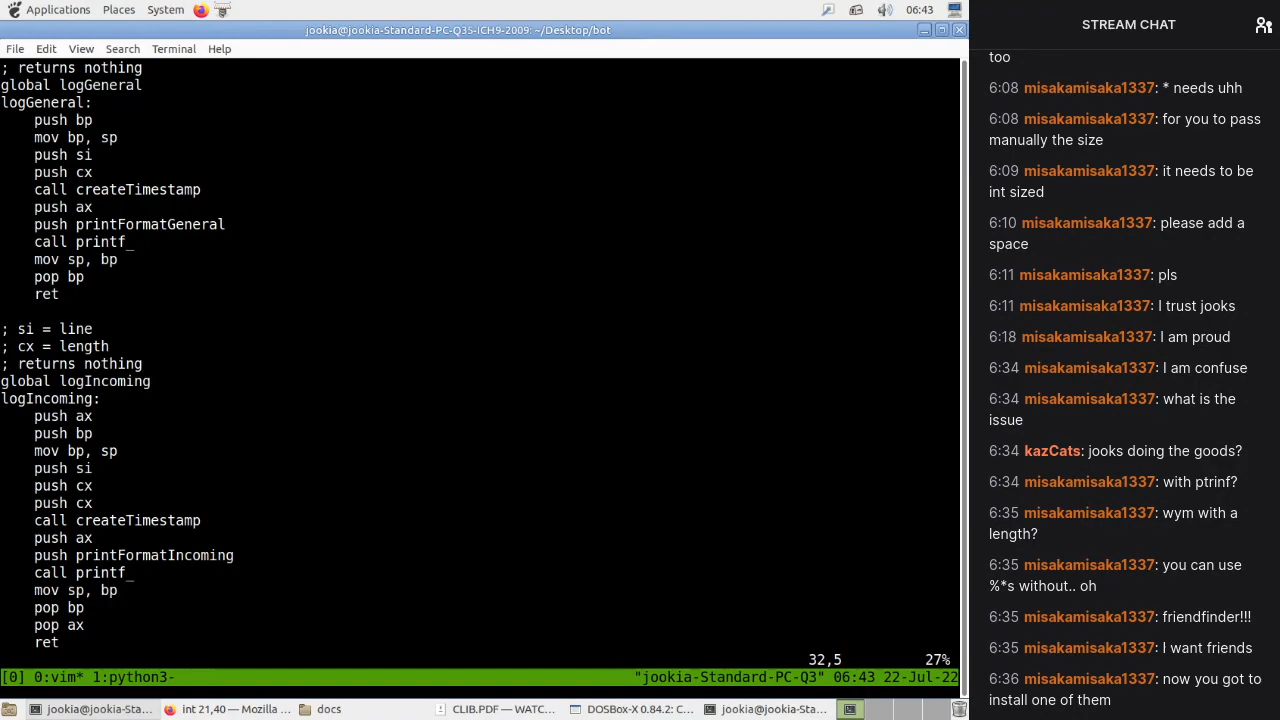 Applications Places System 06:43
jookia@jookia-Standard-PC-Q35-ICH9-2009: ~/Desktop/bot
File Edit View Search Terminal Help
; returns nothing
global logGeneral
logGeneral:
push bp
mov bp, sp
push si
push cx
call createTimestamp
push ax
push printFormatGeneral
call printf_
mov sp, bp
pop bp
ret
; si = line
; cx = length
; returns nothing
global logIncoming
logIncoming:
push ax
push bp
mov bp, sp
push si
push cx
push cx
call createTimestamp
push ax
push printFormatIncoming
call printf_
mov sp, bp
pop bp
pop ax
ret
32,5 27%
[0] 0:vim* 1:python3- "jookia-Standard-PC-Q3" 06:43 22-Jul-22
jookia@jookia-Sta... int 21,40 — Mozilla ... docs CLIB.PDF — WATC... DOSBox-X 0.84.2: C... jookia@jookia-Sta...
STREAM CHAT
too
6:08 misakamisaka1337: * needs uhh
6:08 misakamisaka1337: for you to pass
manually the size
6:09 misakamisaka1337: it needs to be
int sized
6:10 misakamisaka1337: please add a
space
6:11 misakamisaka1337: pls
6:11 misakamisaka1337: I trust jooks
6:18 misakamisaka1337: I am proud
6:34 misakamisaka1337: I am confuse
6:34 misakamisaka1337: what is the
issue
6:34 kazCats: jooks doing the goods?
6:34 misakamisaka1337: with ptrinf?
6:35 misakamisaka1337: wym with a
length?
6:35 misakamisaka1337: you can use
%*s without.. oh
6:35 misakamisaka1337: friendfinder!!!
6:35 misakamisaka1337: I want friends
6:36 misakamisaka1337: now you got to
install one of them